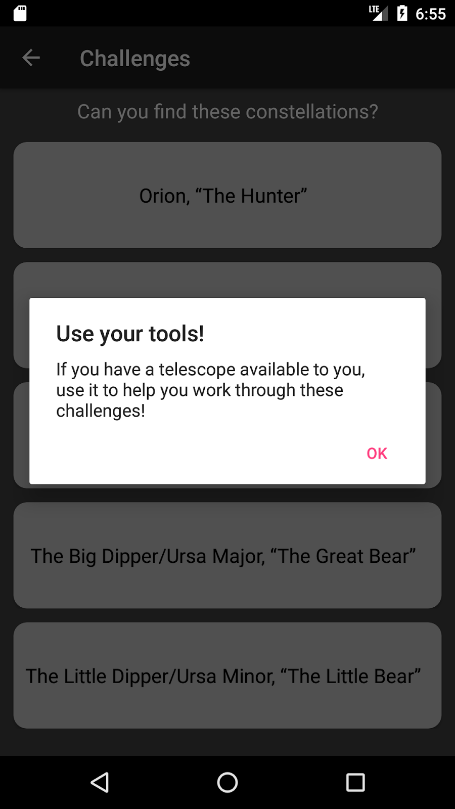 LTE 6:55
Challenges
Can you find these constellations?
Orion, “The Hunter”
Use your tools!
If you have a telescope available to you,
use it to help you work through these
challenges!
OK
The Big Dipper/Ursa Major, “The Great Bear”
The Little Dipper/Ursa Minor, “The Little Bear”